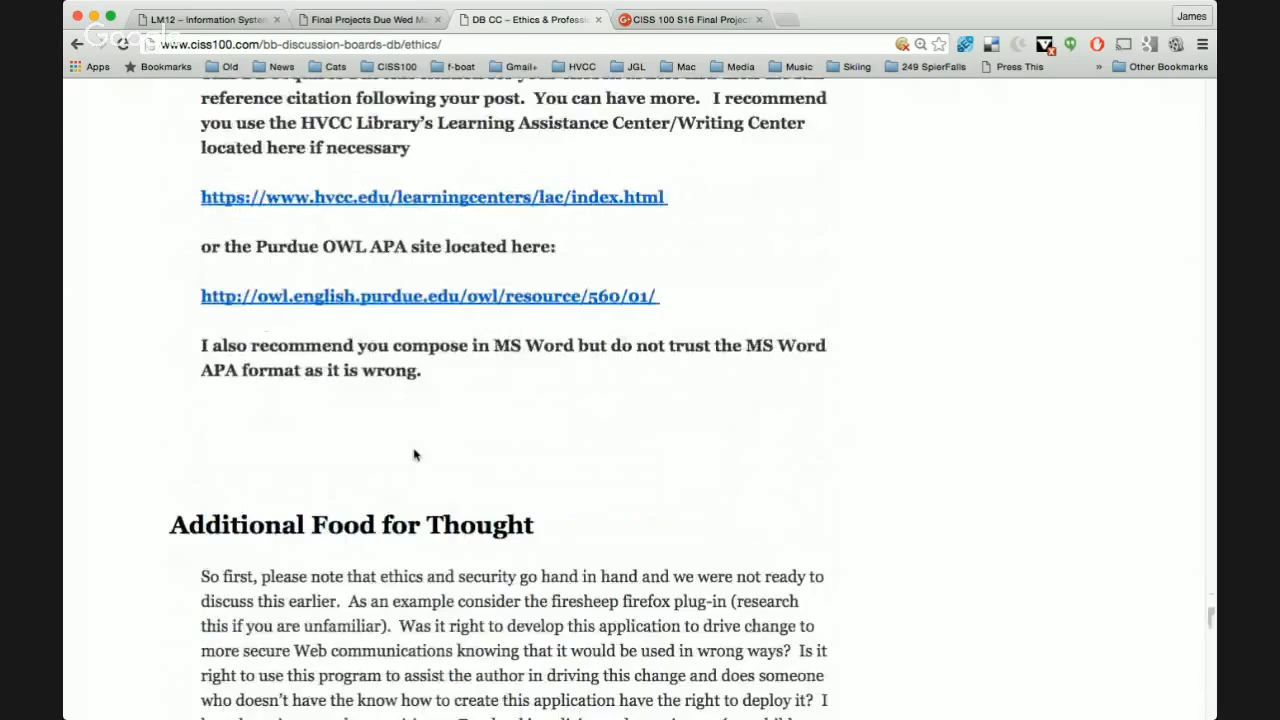 LM12 – Information System
Final Projects Due Wed Ma
DB CC – Ethics & Professi
CISS 100 S16 Final Projec
James
Google
www.ciss100.com/bb-discussion-boards-db/ethics/
Apps
Bookmarks
Old
News
Cats
CISS100
f-boat
Gmail+
HVCC
JGL
Mac
Media
Music
Skiing
249 SpierFalls
Press This
»
Other Bookmarks
reference citation following your post. You can have more. I recommend
you use the HVCC Library's Learning Assistance Center/Writing Center
located here if necessary
https://www.hvcc.edu/learningcenters/lac/index.html
or the Purdue OWL APA site located here:
http://owl.english.purdue.edu/owl/resource/560/01/
I also recommend you compose in MS Word but do not trust the MS Word
APA format as it is wrong.
Additional Food for Thought
So first, please note that ethics and security go hand in hand and we were not ready to
discuss this earlier. As an example consider the firesheep firefox plug-in (research
this if you are unfamiliar). Was it right to develop this application to drive change to
more secure Web communications knowing that it would be used in wrong ways? Is it
right to use this program to assist the author in driving this change and does someone
who doesn't have the know how to create this application have the right to deploy it? I